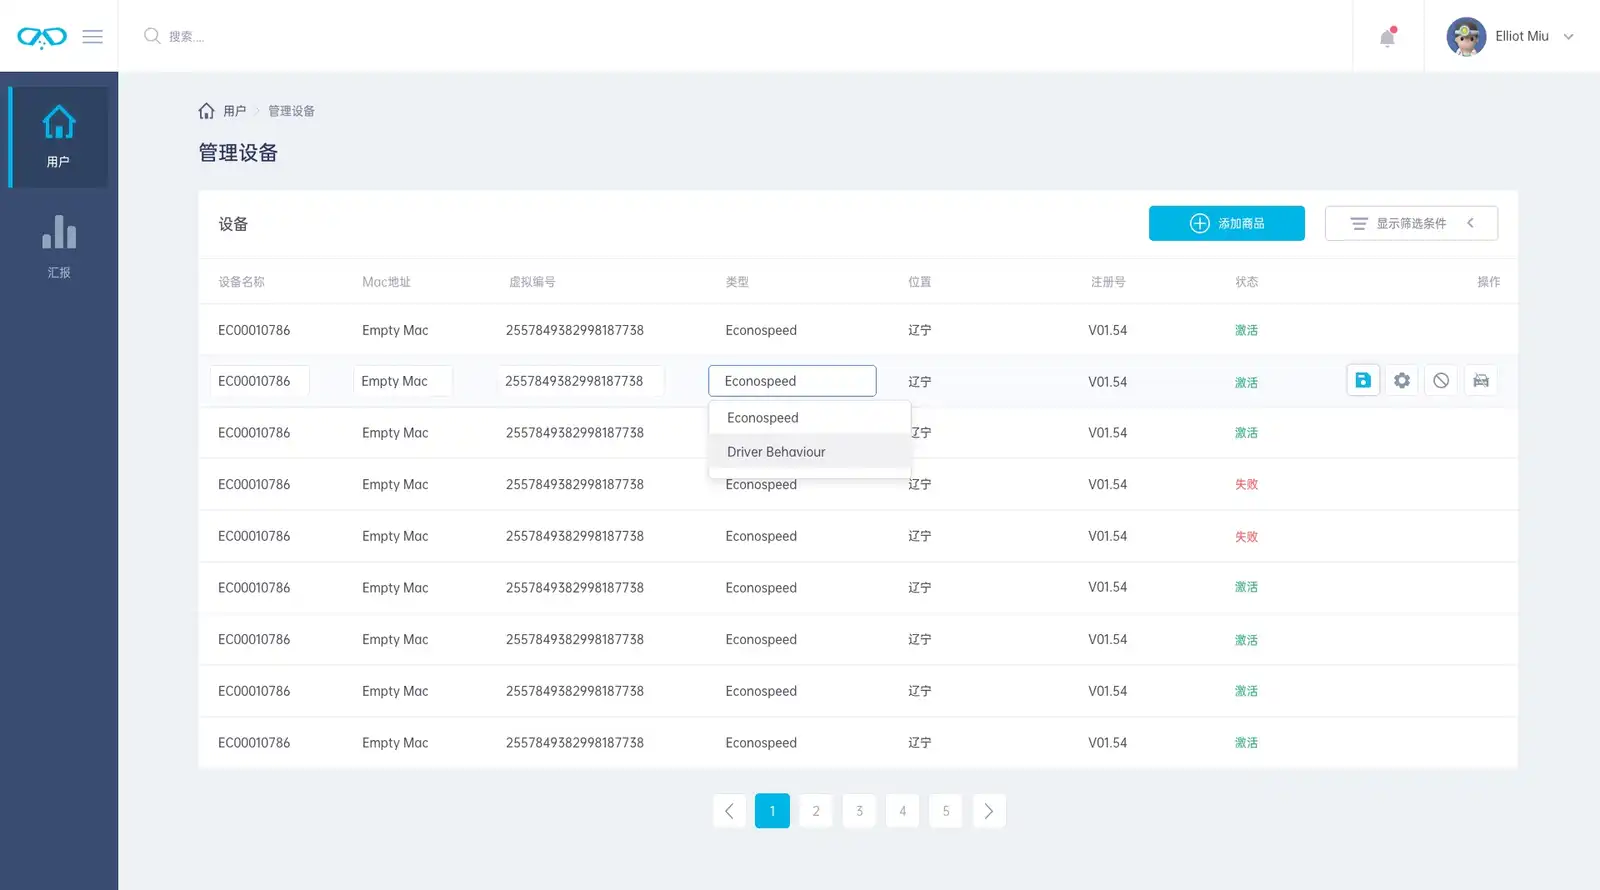 搜索....
Elliot Miu
用户
汇报
用户 > 管理设备
管理设备
设备
添加商品
显示筛选条件
设备名称 Mac地址 虚拟编号 类型 位置 注册号 状态 操作
EC00010786 Empty Mac 2557849382998187738 Econospeed 辽宁 V01.54 激活
EC00010786 Empty Mac 2557849382998187738 Econospeed 辽宁 V01.54 激活
Econospeed
Driver Behaviour
EC00010786 Empty Mac 2557849382998187738 辽宁 V01.54 激活
EC00010786 Empty Mac 2557849382998187738 Econospeed 辽宁 V01.54 失败
EC00010786 Empty Mac 2557849382998187738 Econospeed 辽宁 V01.54 失败
EC00010786 Empty Mac 2557849382998187738 Econospeed 辽宁 V01.54 激活
EC00010786 Empty Mac 2557849382998187738 Econospeed 辽宁 V01.54 激活
EC00010786 Empty Mac 2557849382998187738 Econospeed 辽宁 V01.54 激活
EC00010786 Empty Mac 2557849382998187738 Econospeed 辽宁 V01.54 激活
1 2 3 4 5